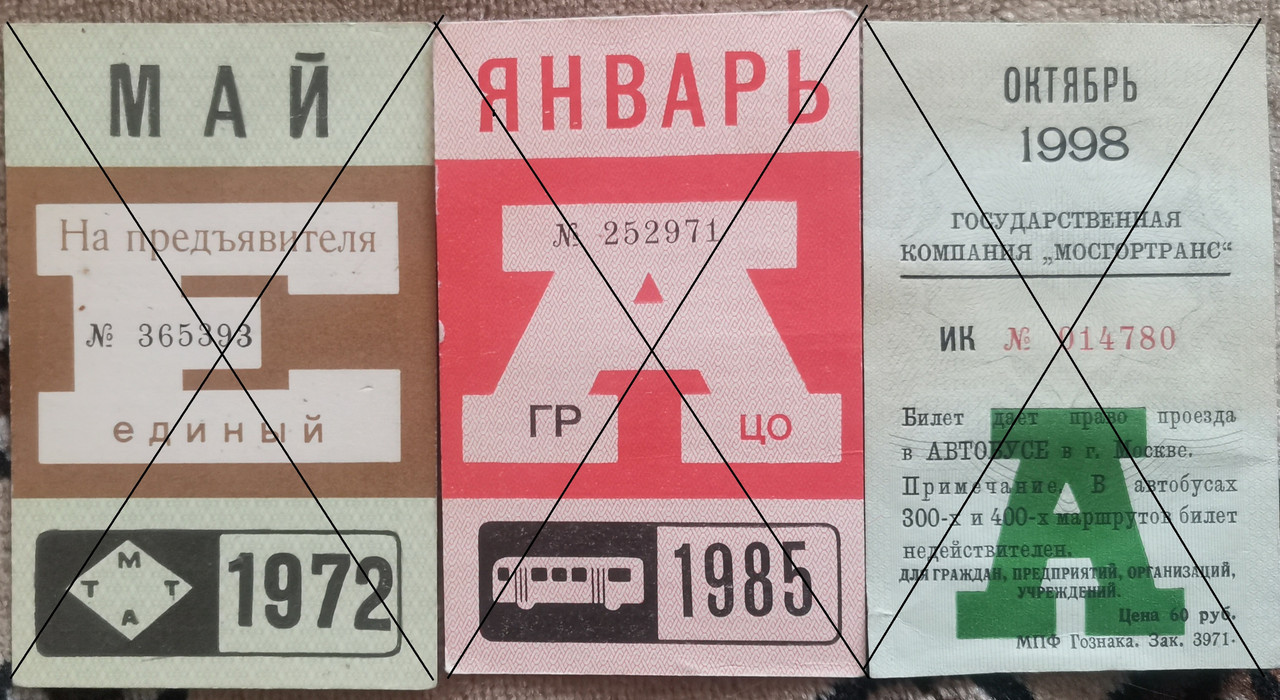 МАЙ
На предъявителя
№ 365393
единый
М
Т Т
А
1972
ЯНВАРЬ
№ 252971
А
ГР
ЦО
1985
ОКТЯБРЬ
1998
ГОСУДАРСТВЕННАЯ
КОМПАНИЯ „МОСГОРТРАНС“
ИК № 014780
Билет дает право проезда
в АВТОБУСЕ в г. Москве.
Примечание. В автобусах
300-х и 400-х маршрутов билет
недействителен.
ДЛЯ ГРАЖДАН, ПРЕДПРИЯТИЙ, ОРГАНИЗАЦИЙ,
УЧРЕЖДЕНИЙ.
Цена 60 руб.
МПФ Гознака. Зак. 3971.
А